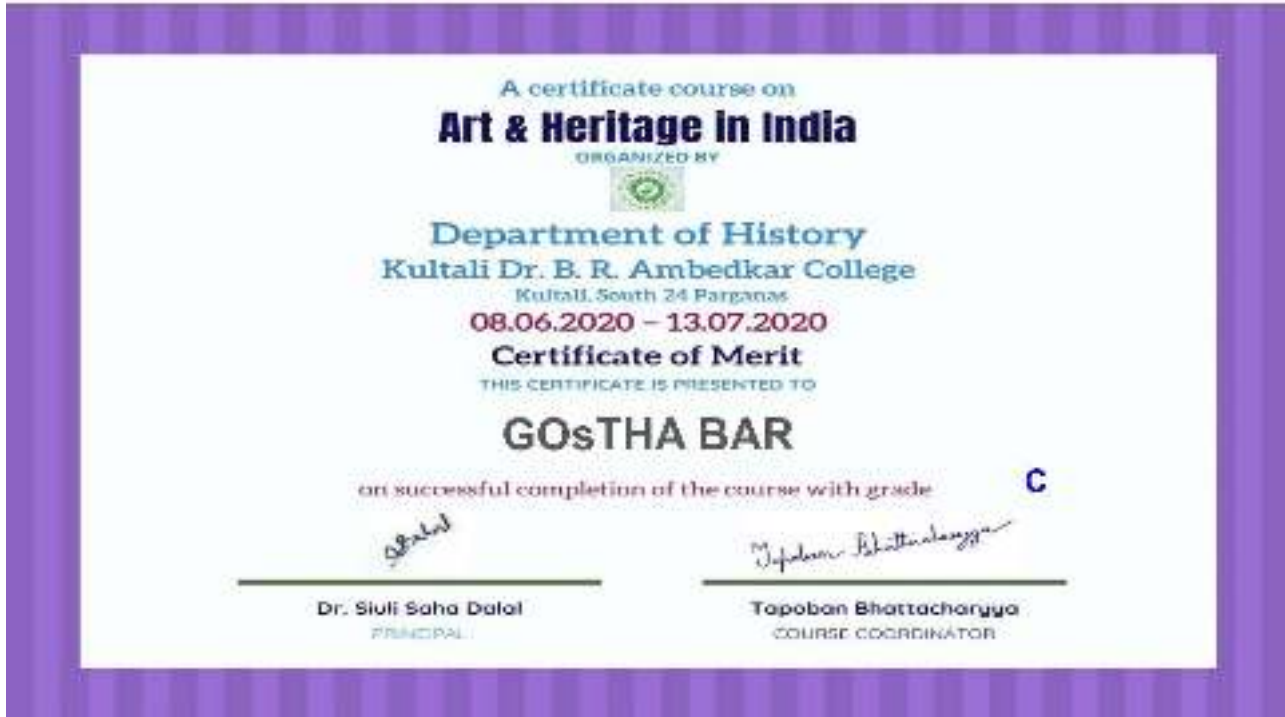 A certificate course on
Art & Heritage in India
ORGANIZED BY
Department of History
Kultali Dr. B. R. Ambedkar College
Kultali, South 24 Parganas
08.06.2020 – 13.07.2020
Certificate of Merit
THIS CERTIFICATE IS PRESENTED TO
GOsTHA BAR
on successful completion of the course with grade C
Tapoban Bhattacharyya
Dr. Siuli Saha Dalal
Tapoban Bhattacharyya
PRINCIPAL
COURSE COORDINATOR